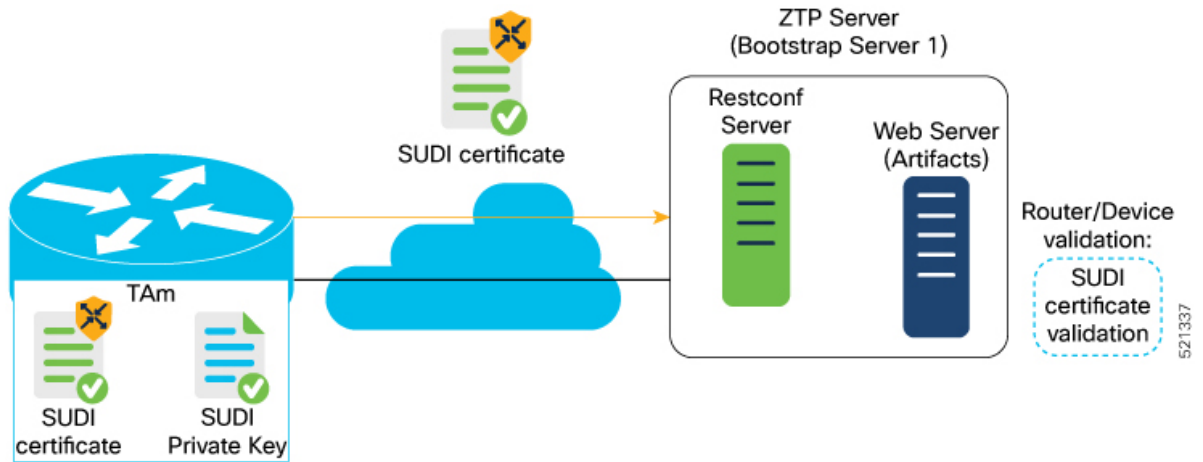 ZTP Server
(Bootstrap Server 1)
Restconf
Server
Web Server
(Artifacts)
SUDI certificate
Router/Device
validation:
SUDI
certificate
validation
TAm
SUDI
certificate
SUDI
Private Key
521337